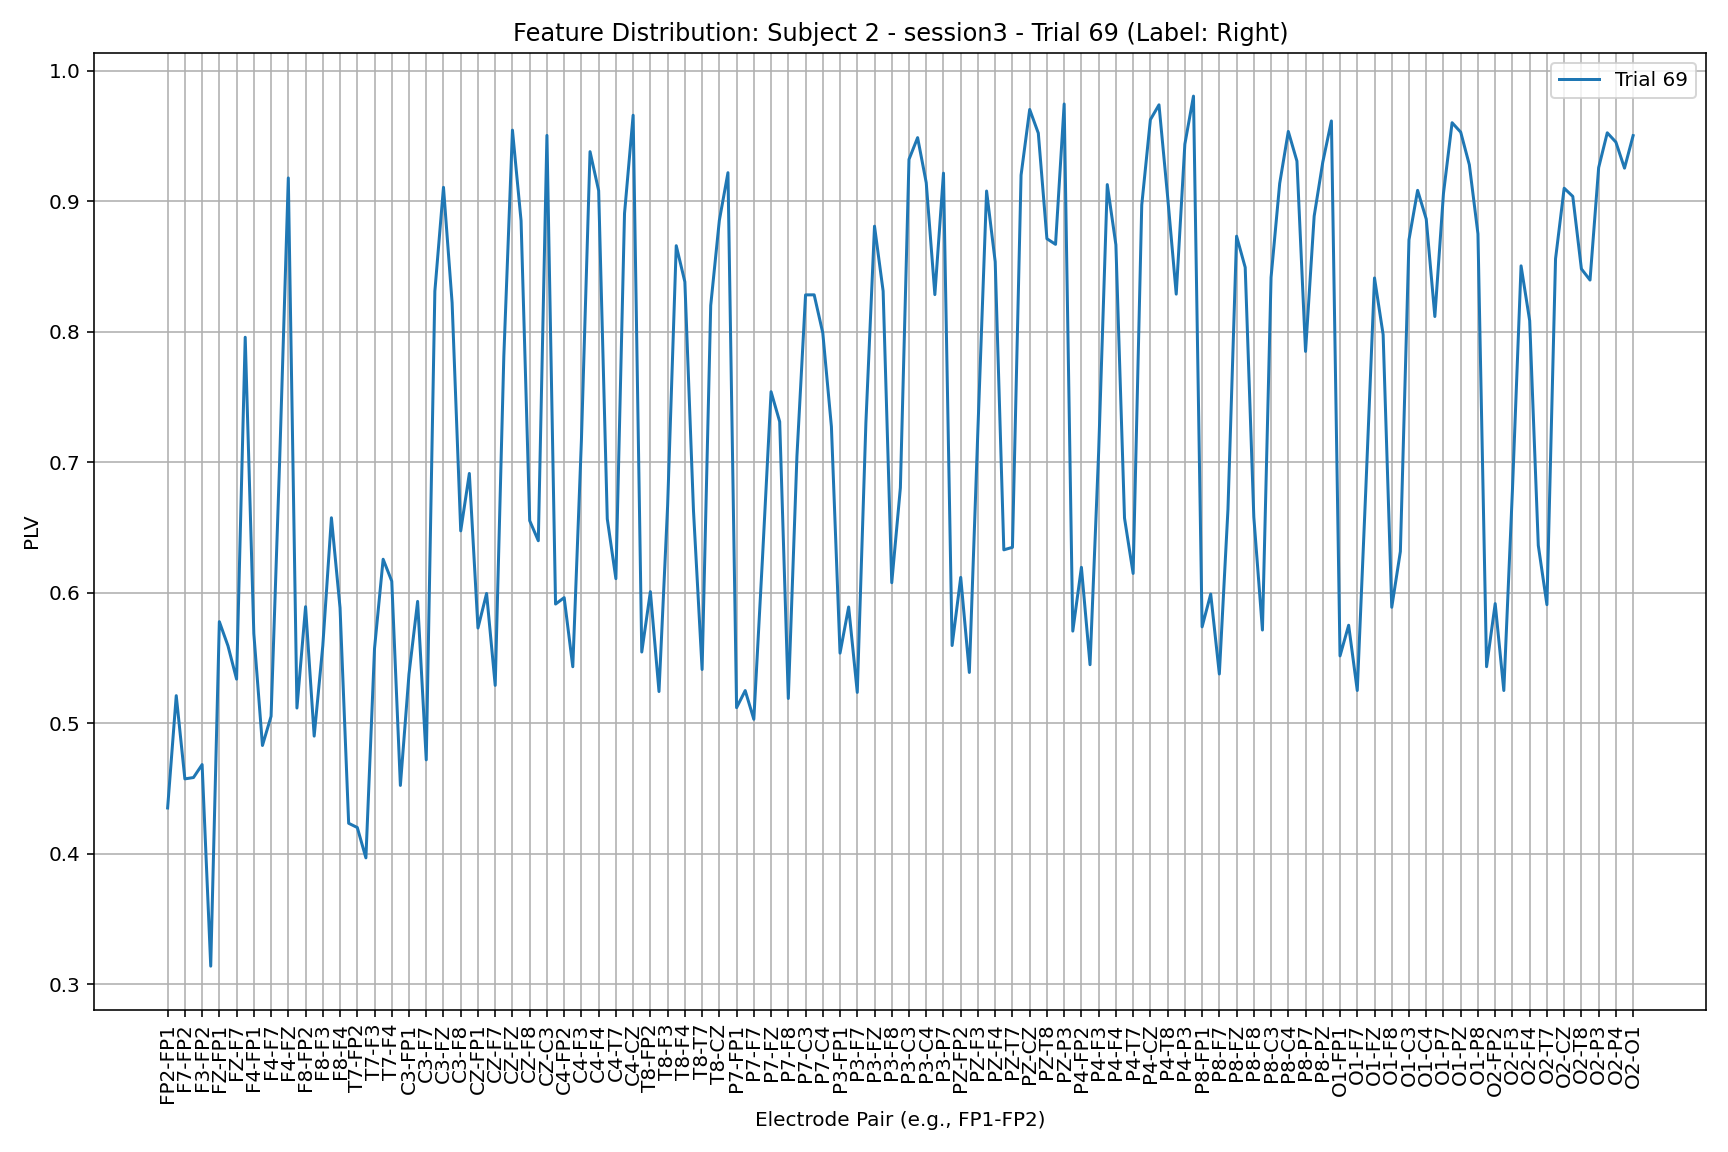 Feature Distribution: Subject 2 - session3 - Trial 69 (Label: Right)
Trial 69
1.0
0.9
0.8
0.7
0.6
0.5
0.4
0.3
PLV
FP2-FP1
F7-FP2
F3-FP2
FZ-FP1
FZ-F7
F4-FP1
F4-F7
F4-FZ
F8-FP2
F8-F3
F8-F4
T7-FP2
T7-F3
T7-F4
C3-FP1
C3-F7
C3-FZ
C3-F8
CZ-FP1
CZ-F7
CZ-FZ
CZ-F8
CZ-C3
C4-FP2
C4-F3
C4-F4
C4-T7
C4-CZ
T8-FP2
T8-F3
T8-F4
T8-T7
T8-CZ
P7-FP1
P7-F7
P7-FZ
P7-F8
P7-C3
P7-C4
P3-FP1
P3-F7
P3-FZ
P3-F8
P3-C3
P3-C4
P3-P7
PZ-FP2
PZ-F3
PZ-F4
PZ-T7
PZ-CZ
PZ-T8
PZ-P3
P4-FP2
P4-F3
P4-F4
P4-T7
P4-CZ
P4-T8
P4-P3
P8-FP1
P8-F7
P8-FZ
P8-F8
P8-C3
P8-C4
P8-P7
P8-PZ
O1-FP1
O1-F7
O1-FZ
O1-F8
O1-C3
O1-C4
O1-P7
O1-PZ
O1-P8
O2-FP2
O2-F3
O2-F4
O2-T7
O2-CZ
O2-T8
O2-P3
O2-P4
O2-O1
Electrode Pair (e.g., FP1-FP2)